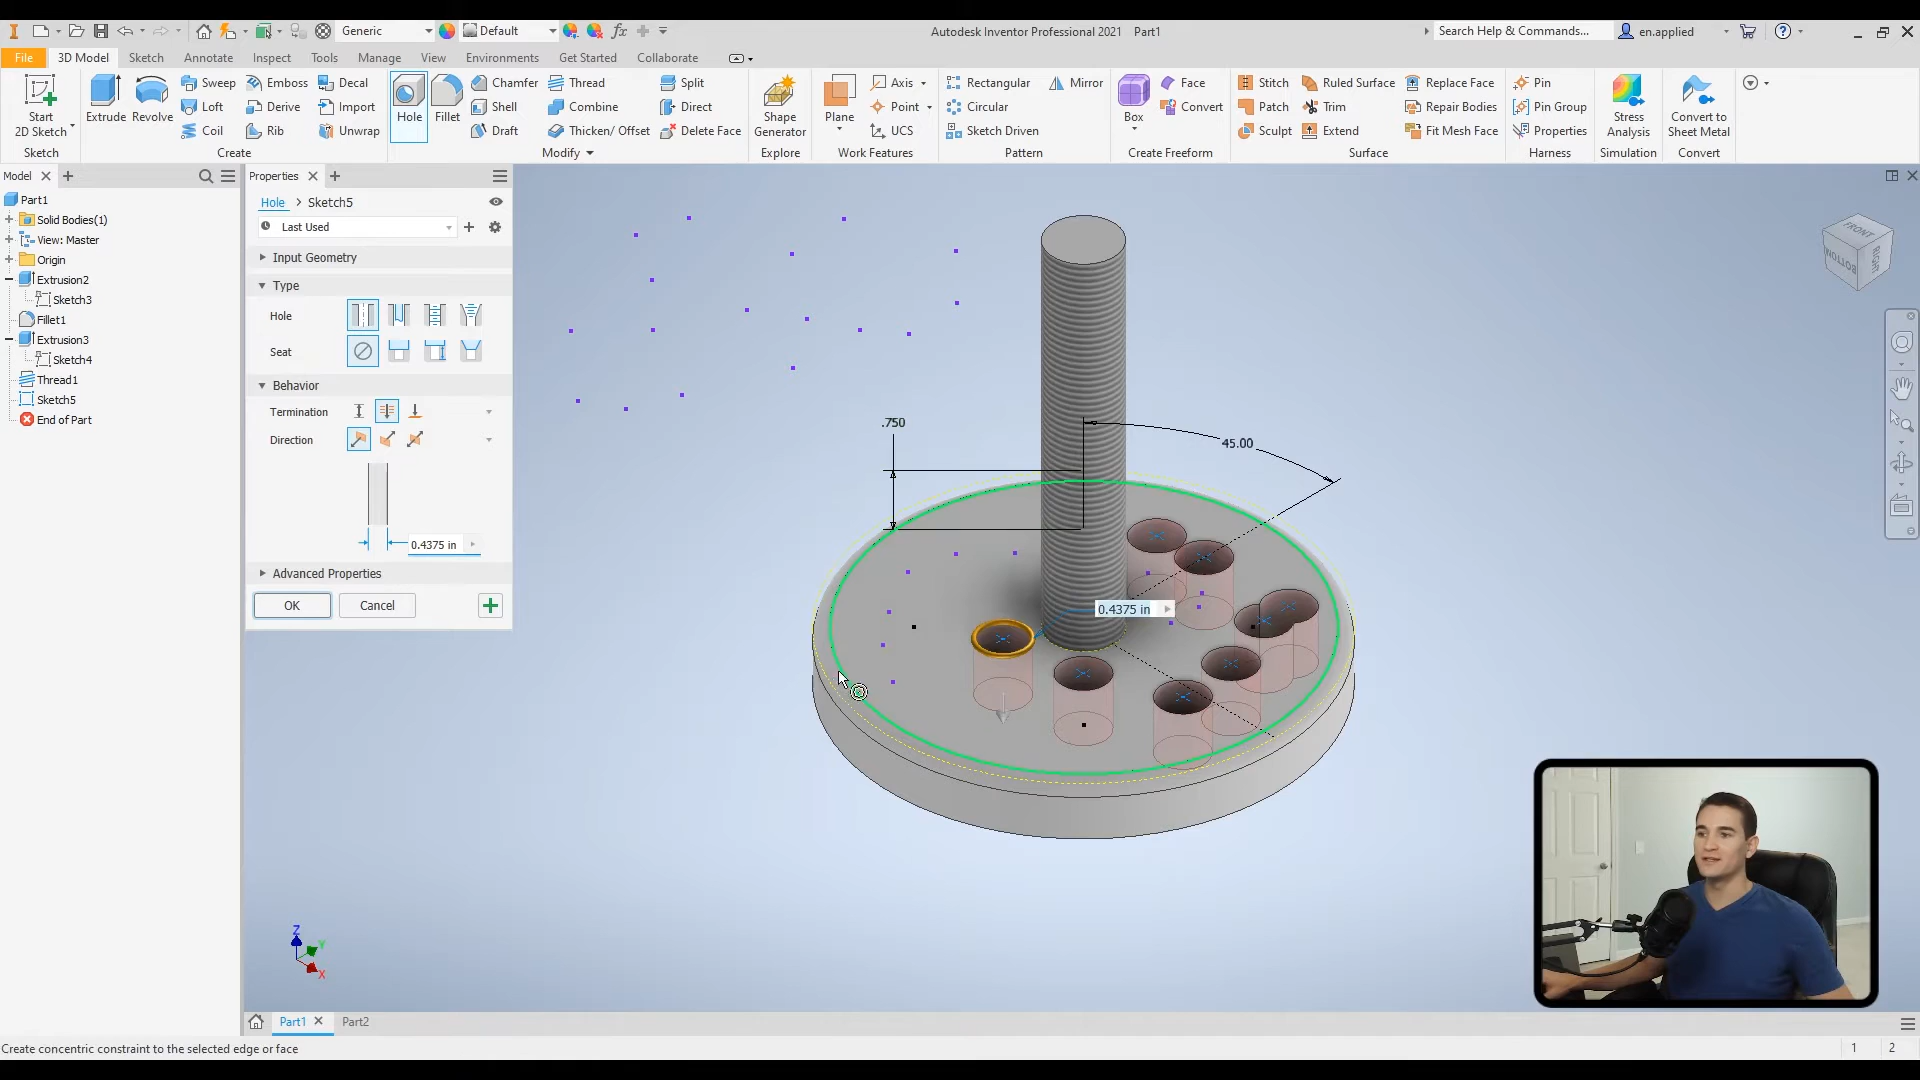 Generic
Default
Autodesk Inventor Professional 2021 Part1
Search Help & Commands...
en.applied
File 3D Model Sketch Annotate Inspect Tools Manage View Environments Get Started Collaborate
Start
2D Sketch
Sketch
Extrude
Revolve
Sweep
Loft
Coil
Emboss
Derive
Rib
Decal
Import
Unwrap
Create
Hole
Fillet
Chamfer
Shell
Draft
Thread
Combine
Thicken/ Offset
Split
Direct
Delete Face
Modify
Shape
Generator
Explore
Plane
Axis
Point
UCS
Work Features
Rectangular
Circular
Sketch Driven
Mirror
Pattern
Box
Face
Convert
Create Freeform
Stitch
Patch
Sculpt
Ruled Surface
Trim
Extend
Replace Face
Repair Bodies
Fit Mesh Face
Surface
Pin
Pin Group
Properties
Harness
Stress
Analysis
Simulation
Convert to
Sheet Metal
Convert
Model
Part1
Solid Bodies(1)
View: Master
Origin
Extrusion2
Sketch3
Fillet1
Extrusion3
Sketch4
Thread1
Sketch5
End of Part
Properties
Hole > Sketch5
Last Used
Input Geometry
Type
Hole
Seat
Behavior
Termination
Direction
0.4375 in
Advanced Properties
OK
Cancel
.750
45.00
0.4375 in
FRONT
RIGHT
BOTTOM
Z
Y
X
Part1
Part2
Create concentric constraint to the selected edge or face
1 2